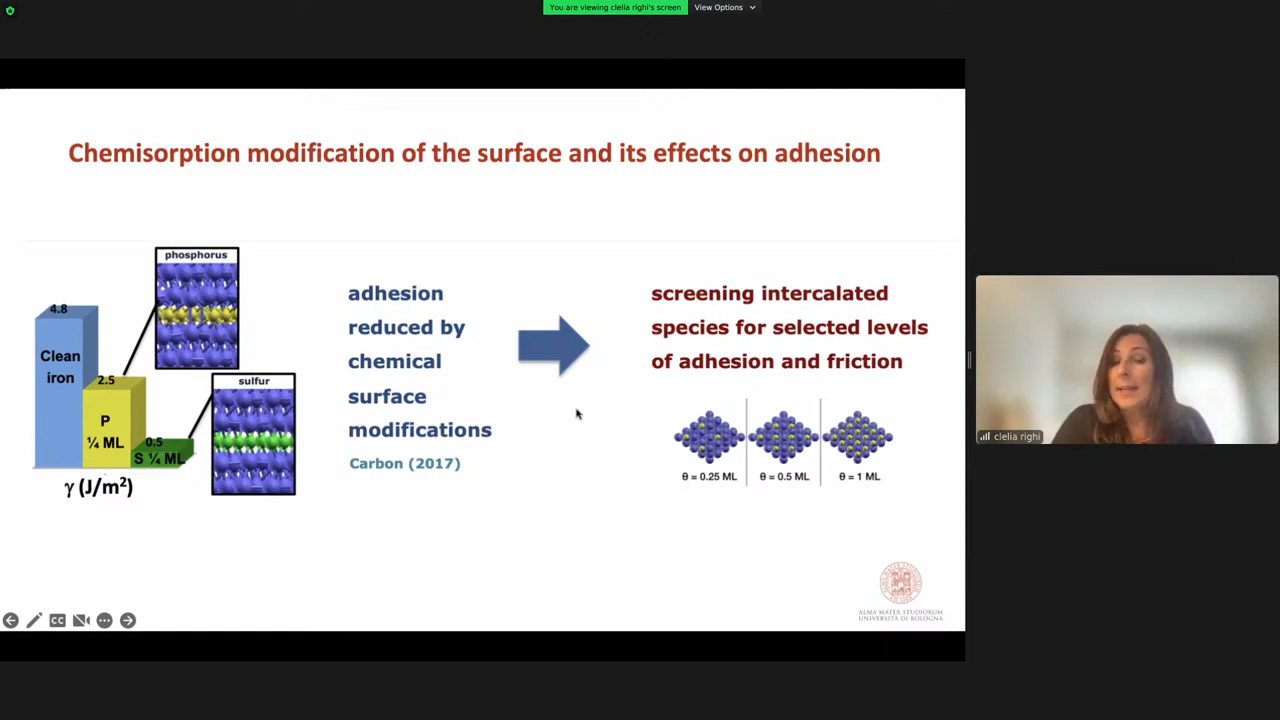 You are viewing clelia righi's screen View Options
Chemisorption modification of the surface and its effects on adhesion
phosphorus
4.8
Clean
iron
2.5
P
¼ ML
sulfur
0.5
S ¼ ML
γ (J/m²)
adhesion
reduced by
chemical
surface
modifications
Carbon (2017)
screening intercalated
species for selected levels
of adhesion and friction
θ = 0.25 ML θ = 0.5 ML θ = 1 ML
clelia righi
CC
ALMA MATER STUDIORUM
UNIVERSITÀ DI BOLOGNA